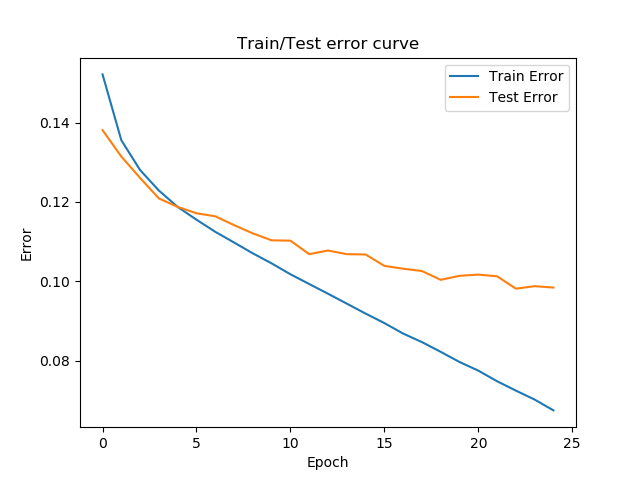 Train/Test error curve
Train Error
Test Error
0.14
0.12
0.10
0.08
Error
0 5 10 15 20 25
Epoch